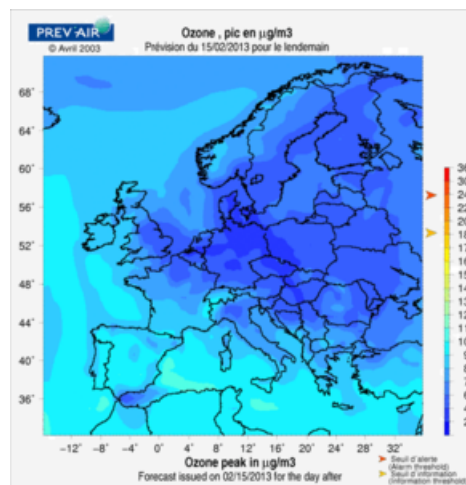 PREV'AIR
© Avril 2003
Ozone , pic en µg/m3
Prévision du 15/02/2013 pour le lendemain
68°
64°
60°
56°
52°
48°
44°
40°
36°
-12° -8° -4° 0° 4° 8° 12° 16° 20° 24° 28° 32°
Ozone peak in µg/m3
Forecast issued on 02/15/2013 for the day after
Seuil d'alerte
(Alarm threshold)
Seuil d'information
(Information threshold)